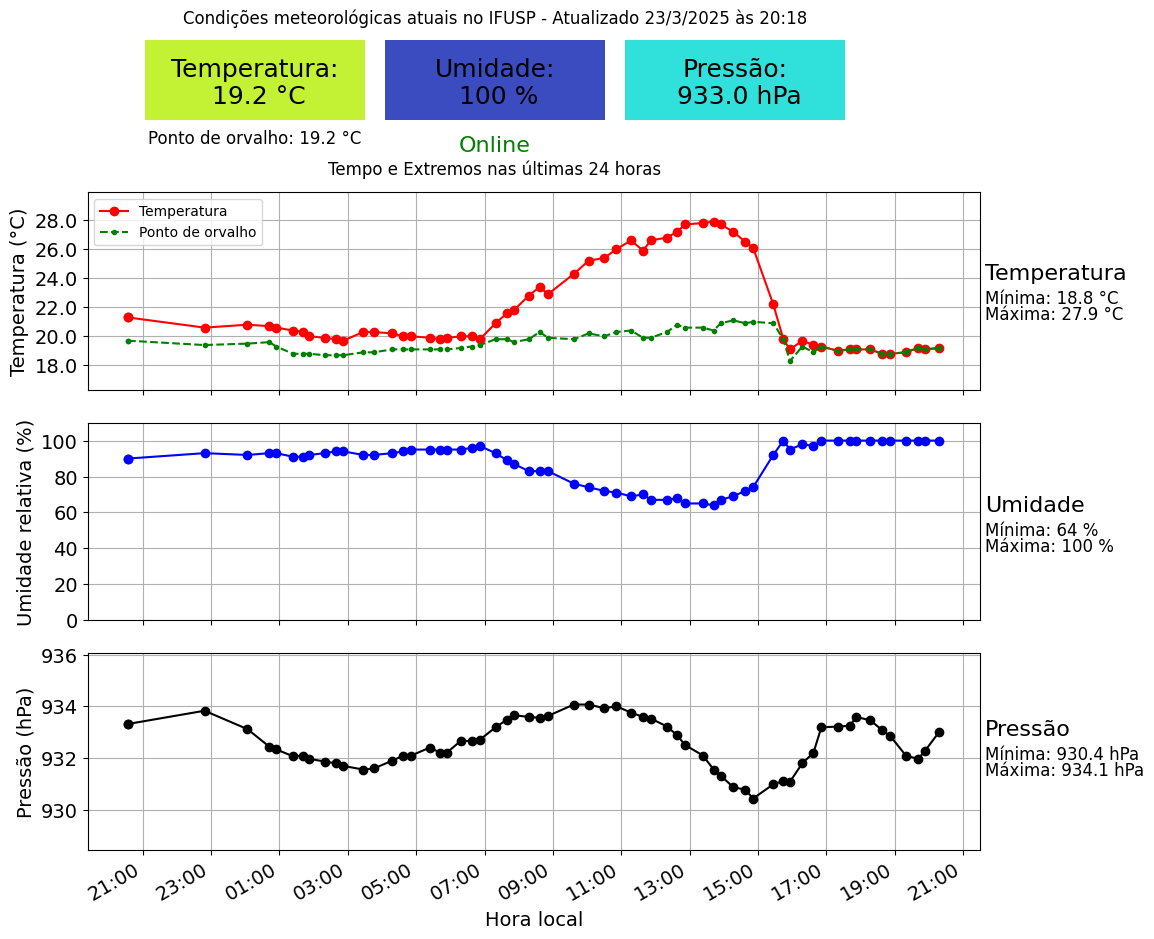 Condições meteorológicas atuais no IFUSP - Atualizado 23/3/2025 às 20:18
Temperatura:
19.2 °C
Umidade:
100 %
Pressão:
933.0 hPa
Ponto de orvalho: 19.2 °C
Online
Tempo e Extremos nas últimas 24 horas
Temperatura (°C)
28.0
26.0
24.0
22.0
20.0
18.0
Temperatura
Ponto de orvalho
Temperatura
Mínima: 18.8 °C
Máxima: 27.9 °C
Umidade relativa (%)
100
80
60
40
20
0
Umidade
Mínima: 64 %
Máxima: 100 %
Pressão (hPa)
936
934
932
930
Pressão
Mínima: 930.4 hPa
Máxima: 934.1 hPa
21:00 23:00 01:00 03:00 05:00 07:00 09:00 11:00 13:00 15:00 17:00 19:00 21:00
Hora local